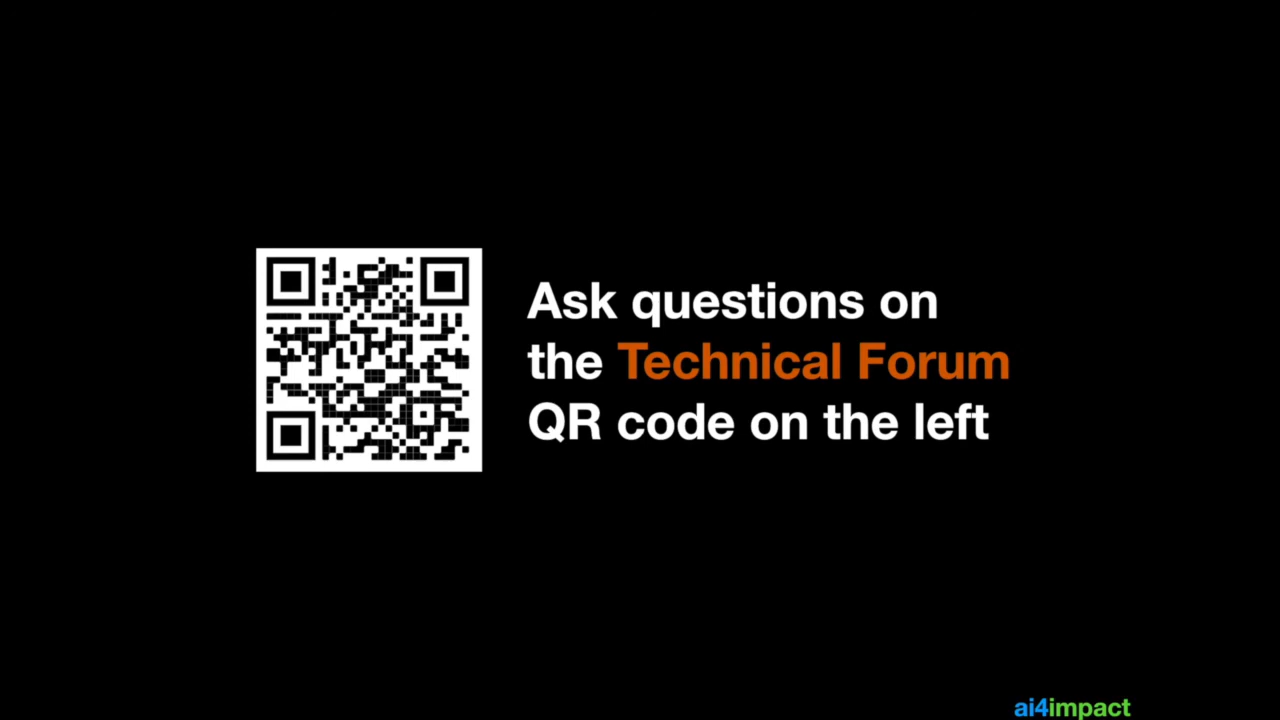 Ask questions on
the Technical Forum
QR code on the left
ai4impact